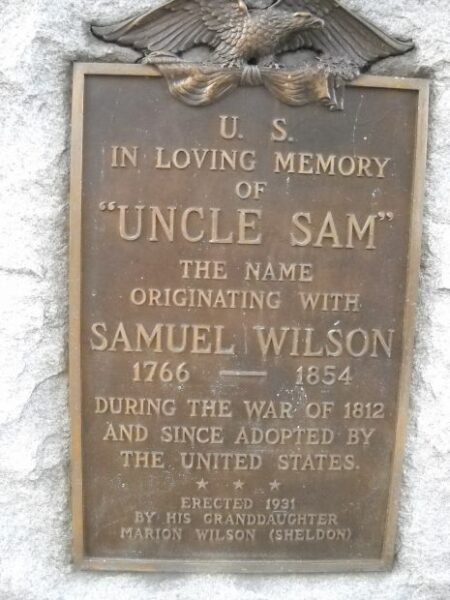 U. S.
IN LOVING MEMORY
OF
"UNCLE SAM"
THE NAME
ORIGINATING WITH
SAMUEL WILSON
1766 — 1854
DURING THE WAR OF 1812
AND SINCE ADOPTED BY
THE UNITED STATES.
★ ★ ★
ERECTED 1931
BY HIS GRANDDAUGHTER
MARION WILSON (SHELDON)